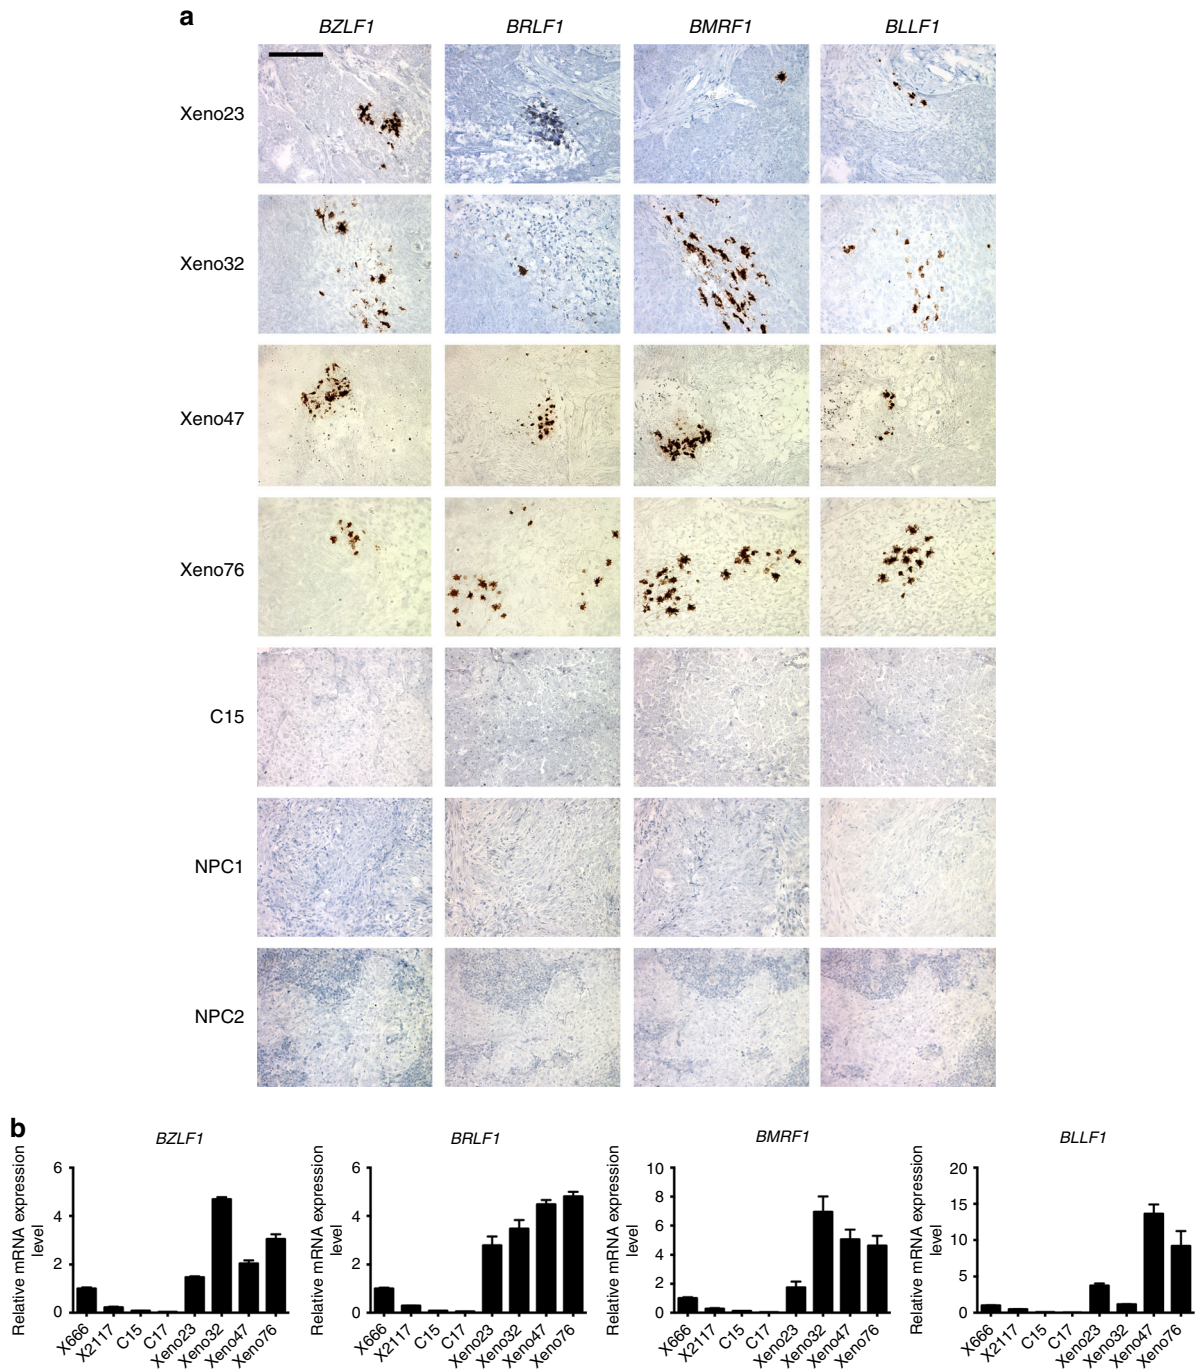 a
BZLF1 BRLF1 BMRF1 BLLF1
Xeno23
Xeno32
Xeno47
Xeno76
C15
NPC1
NPC2
b
BZLF1
Relative mRNA expression
level
6
4
2
0
X666 X2117 C15 C17 Xeno23 Xeno32 Xeno47 Xeno76
BRLF1
Relative mRNA expression
level
6
4
2
0
X666 X2117 C15 C17 Xeno23 Xeno32 Xeno47 Xeno76
BMRF1
Relative mRNA expression
level
10
8
6
4
2
0
X666 X2117 C15 C17 Xeno23 Xeno32 Xeno47 Xeno76
BLLF1
Relative mRNA expression
level
20
15
10
5
0
X666 X2117 C15 C17 Xeno23 Xeno32 Xeno47 Xeno76